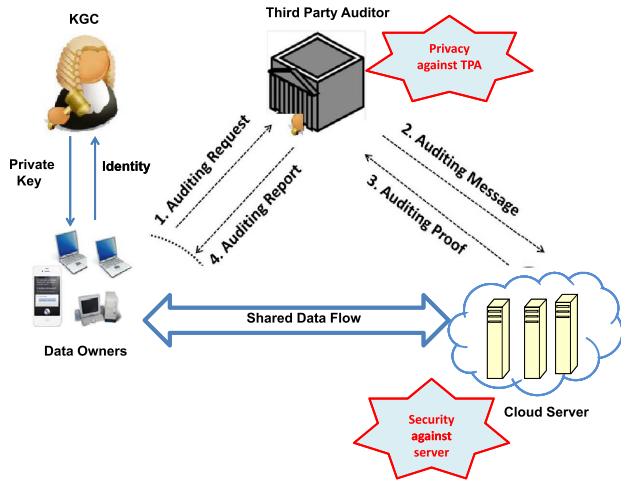 KGC
Third Party Auditor
Privacy
against TPA
Private
Key
Identity
1. Auditing Request
4. Auditing Report
2. Auditing Message
3. Auditing Proof
Shared Data Flow
Data Owners
Cloud Server
Security
against
server